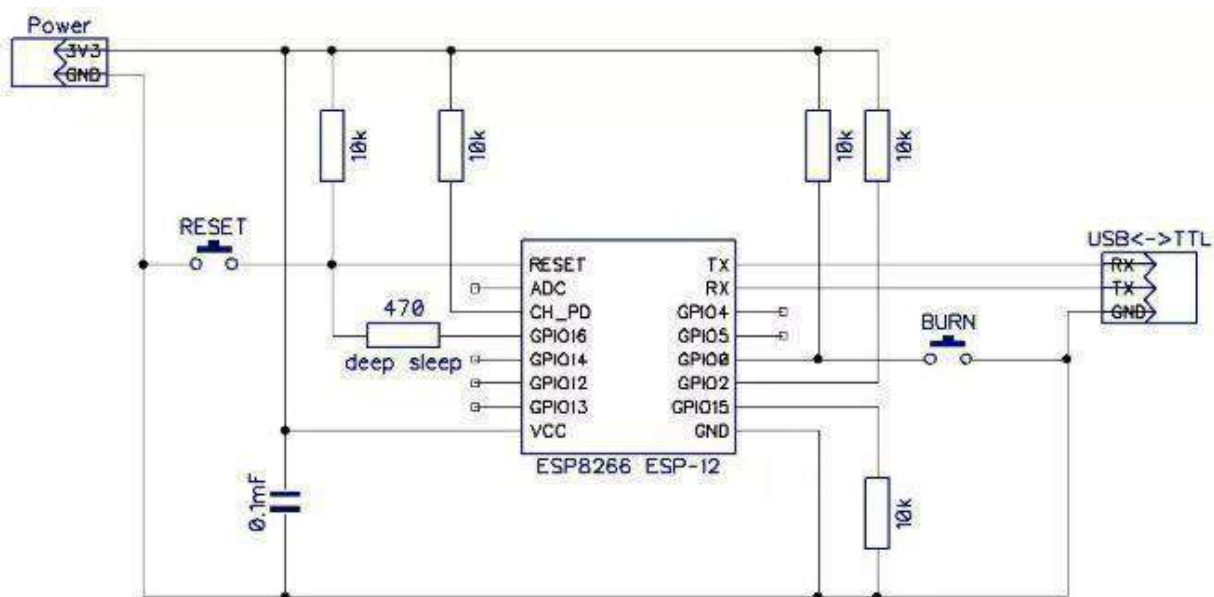 Power
3V3
GND
10k
10k
10k
10k
RESET
USB<->TTL
RESET
TX
RX
ADC
RX
TX
470
CH_PD
GPIO4
GND
deep sleep
GPIO16
GPIO5
BURN
GPIO14
GPIO0
GPIO12
GPIO2
GPIO13
GPIO15
VCC
GND
ESP8266 ESP-12
0.1mF
10k